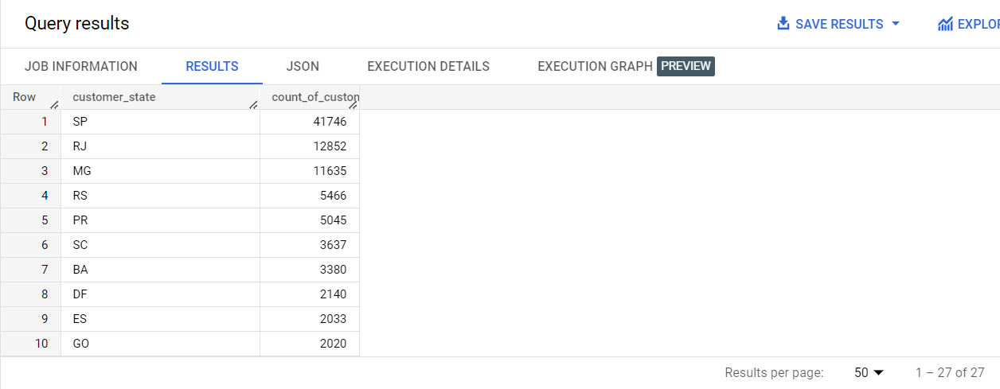 Query results SAVE RESULTS EXPLOR
JOB INFORMATION RESULTS JSON EXECUTION DETAILS EXECUTION GRAPH PREVIEW
Row customer_state count_of_custon
1 SP 41746
2 RJ 12852
3 MG 11635
4 RS 5466
5 PR 5045
6 SC 3637
7 BA 3380
8 DF 2140
9 ES 2033
10 GO 2020
Results per page: 50 1 – 27 of 27